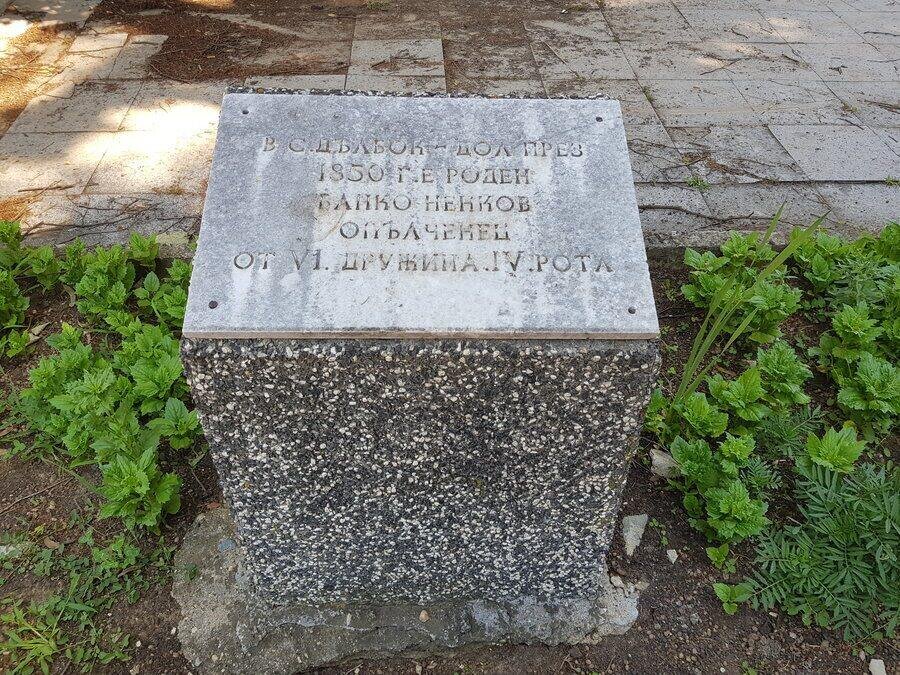 В С. ДЪЛБОК - ДОЛ ПРЕЗ
1850 Г. Е РОДЕН
БАНКО НЕНКОВ
ОПЪЛЧЕНЕЦ
ОТ VI. ДРУЖИНА. IV. РОТА